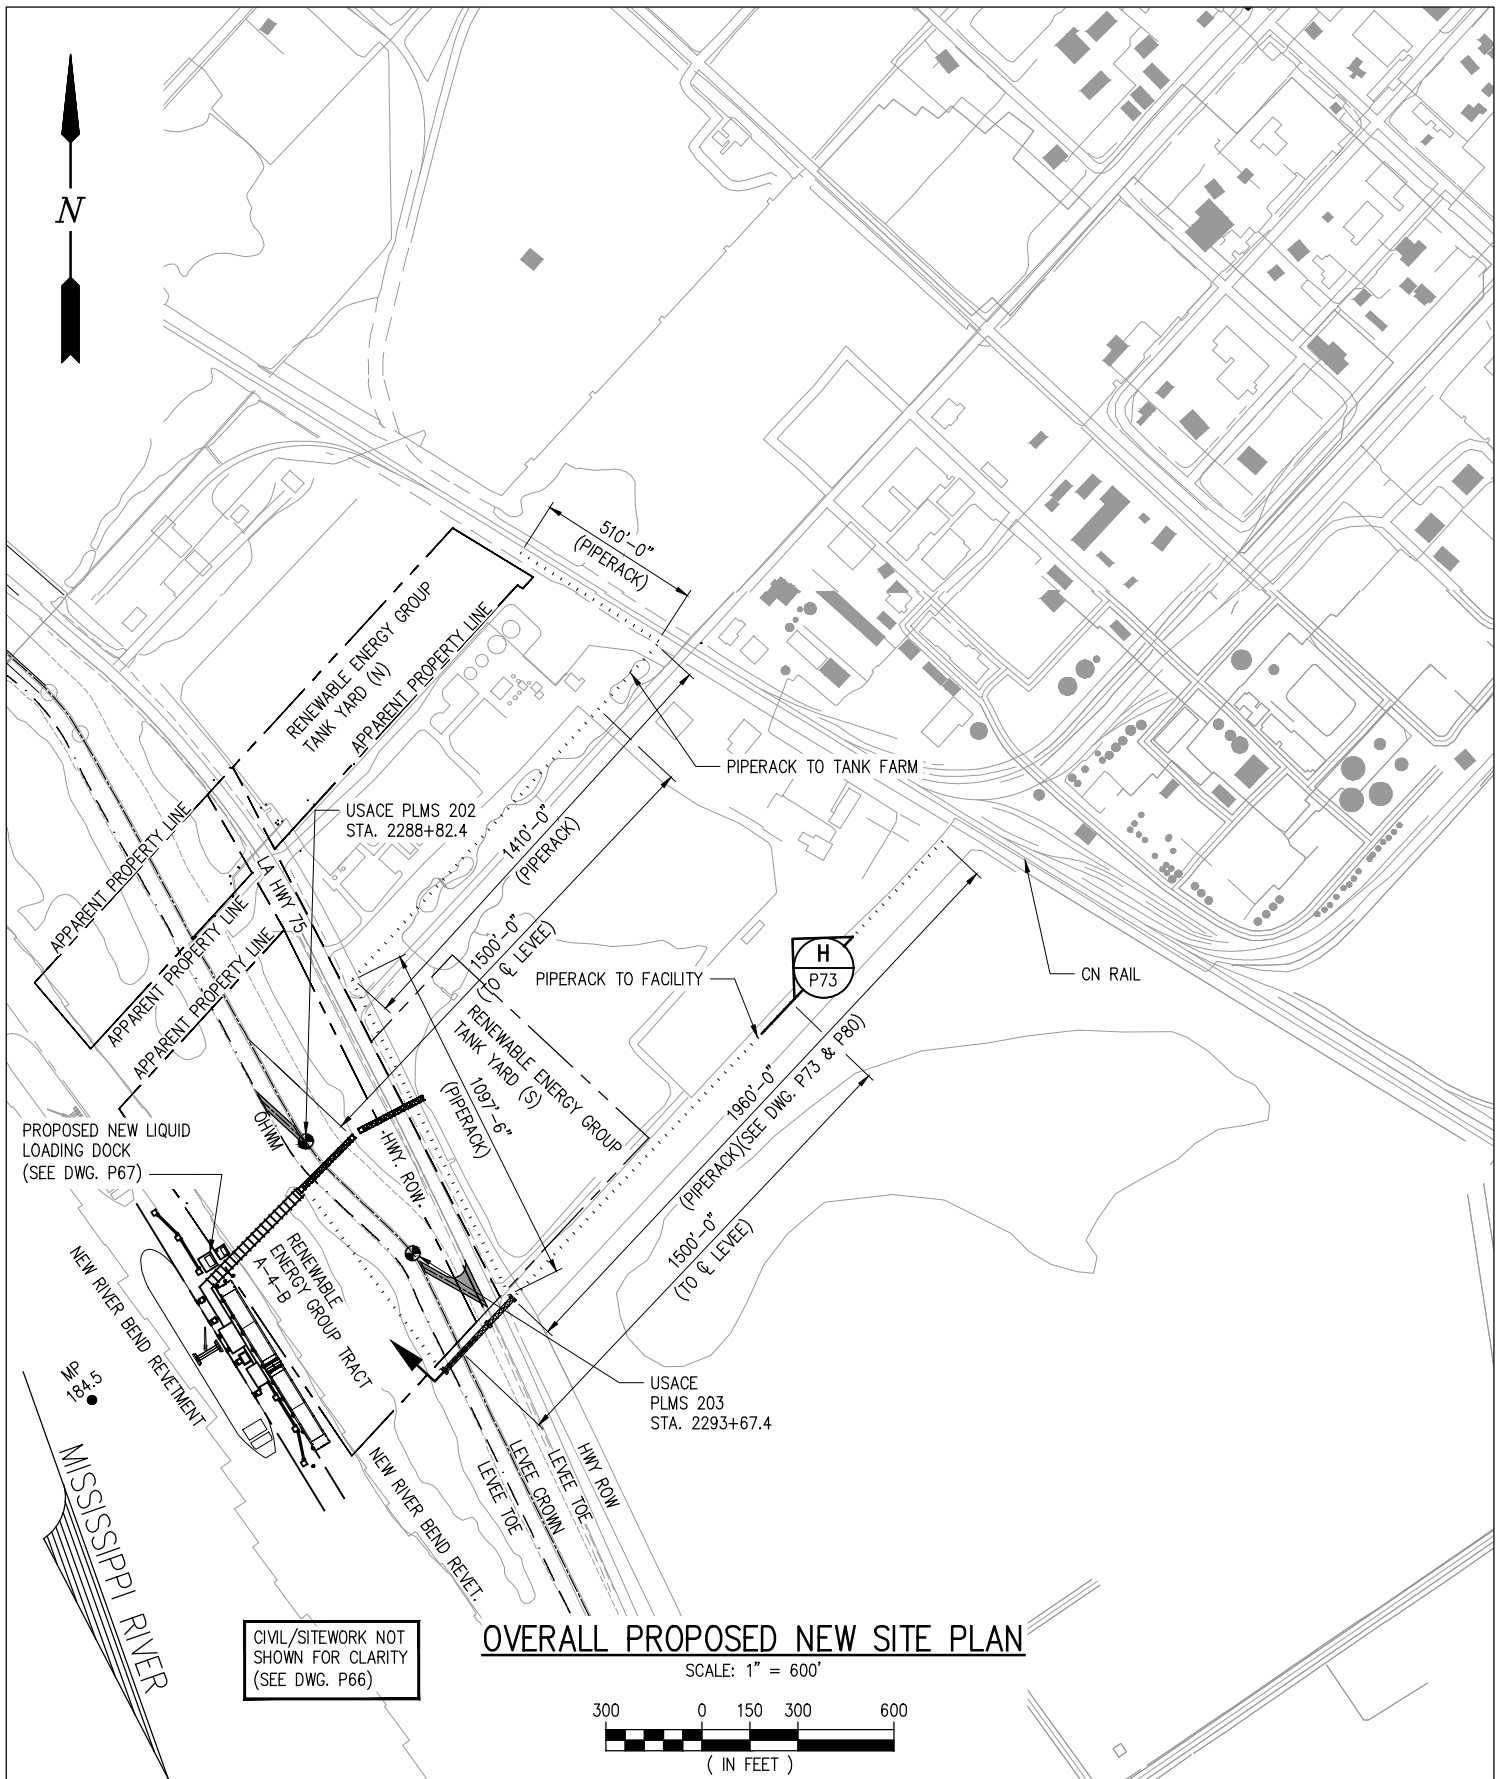 N
510'-0"
(PIPERACK)
RENEWABLE ENERGY GROUP
TANK YARD (N)
APPARENT PROPERTY LINE
PIPERACK TO TANK FARM
USACE PLMS 202
STA. 2288+82.4
1410'-0"
(PIPERACK)
APPARENT PROPERTY LINE
LA HWY 75
APPARENT PROPERTY LINE
APPARENT PROPERTY LINE
1500'-0"
(TO ℄ LEVEE)
H
P73
PIPERACK TO FACILITY
CN RAIL
RENEWABLE ENERGY GROUP
TANK YARD (S)
1097'-6"
(PIPERACK)
1960'-0"
(PIPERACK)(SEE DWG. P73 & P80)
1500'-0"
(TO ℄ LEVEE)
OHWM
HWY. ROW.
PROPOSED NEW LIQUID
LOADING DOCK
(SEE DWG. P67)
RENEWABLE
ENERGY GROUP TRACT
A-4-B
NEW RIVER BEND REVETMENT
MP
184.5
USACE
PLMS 203
STA. 2293+67.4
MISSISSIPPI RIVER
NEW RIVER BEND REVET.
LEVEE TOE
LEVEE CROWN
LEVEE TOE
HWY ROW
CIVIL/SITEWORK NOT
SHOWN FOR CLARITY
(SEE DWG. P66)
OVERALL PROPOSED NEW SITE PLAN
SCALE: 1" = 600'
300 0 150 300 600
( IN FEET )